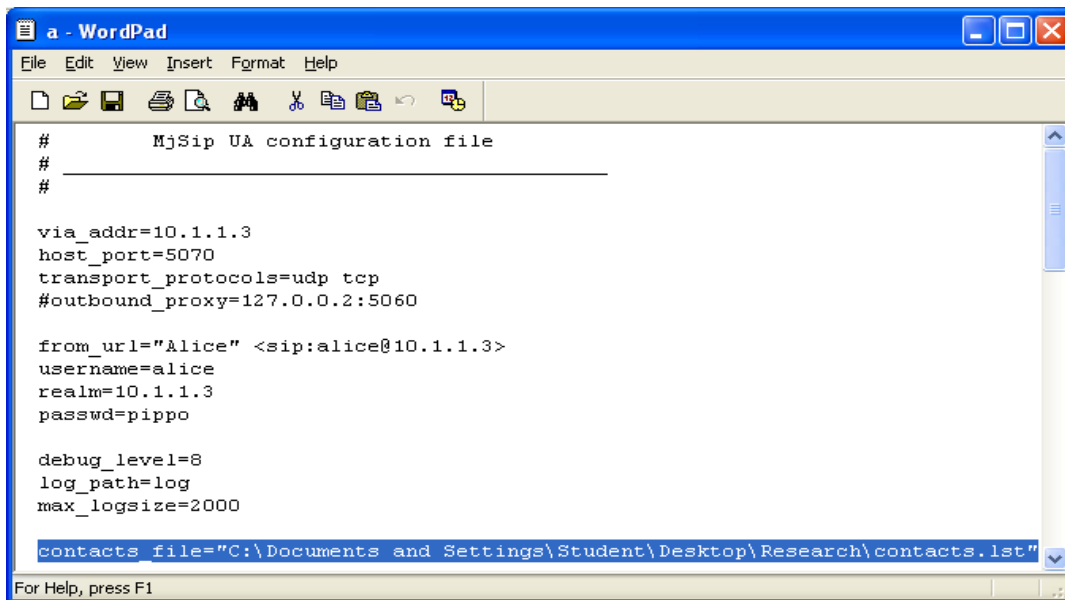 a - WordPad
File Edit View Insert Format Help
# MjSip UA configuration file
# ________________________________________
#
via_addr=10.1.1.3
host_port=5070
transport_protocols=udp tcp
#outbound_proxy=127.0.0.2:5060
from_url="Alice" <sip:alice@10.1.1.3>
username=alice
realm=10.1.1.3
passwd=pippo
debug_level=8
log_path=log
max_logsize=2000
contacts_file="C:\Documents and Settings\Student\Desktop\Research\contacts.lst"
For Help, press F1